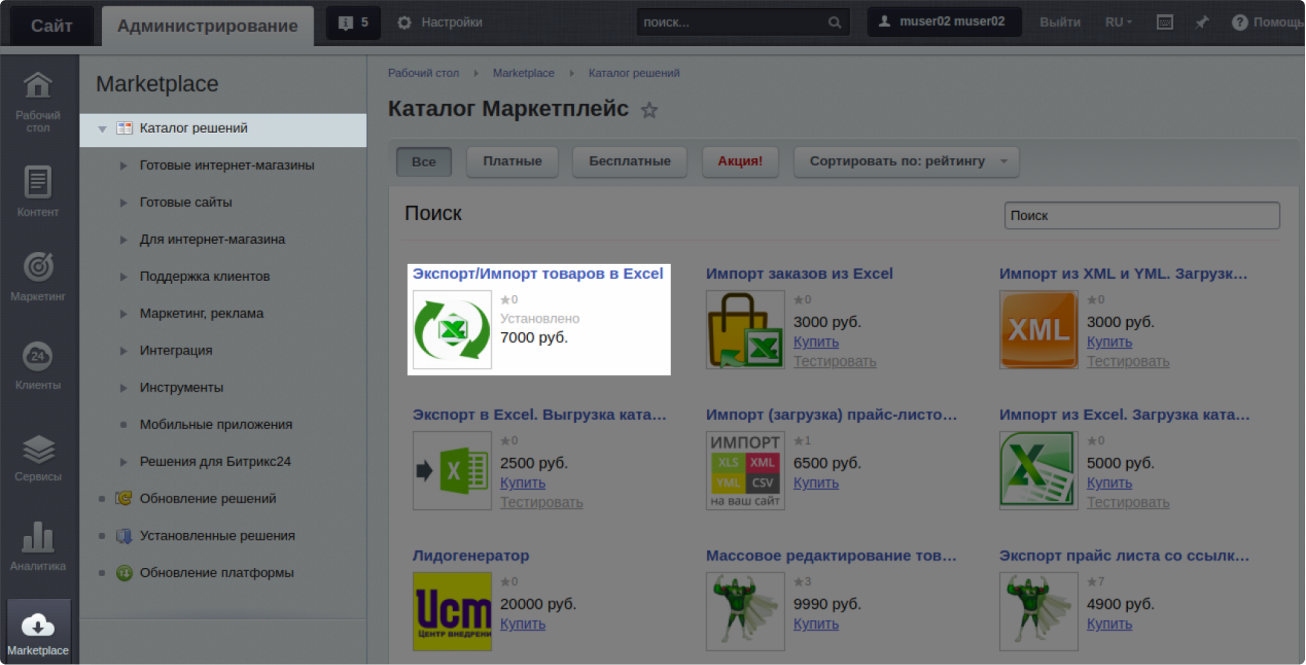 Сайт
Администрирование
5
Настройки
поиск...
muser02 muser02
Выйти
RU
Помощь
Рабочий
стол
Контент
Маркетинг
24
Клиенты
Сервисы
Аналитика
Marketplace
Marketplace
Каталог решений
Готовые интернет-магазины
Готовые сайты
Для интернет-магазина
Поддержка клиентов
Маркетинг, реклама
Интеграция
Инструменты
Мобильные приложения
Решения для Битрикс24
Обновление решений
Установленные решения
Обновление платформы
Рабочий стол
Marketplace
Каталог решений
Каталог Маркетплейс
Все
Платные
Бесплатные
Акция!
Сортировать по: рейтингу
Поиск
Поиск
Экспорт/Импорт товаров в Excel
0
Установлено
7000 руб.
Импорт заказов из Excel
0
3000 руб.
Купить
Тестировать
Импорт из XML и YML. Загрузк...
XML
0
3000 руб.
Купить
Тестировать
Экспорт в Excel. Выгрузка ката...
0
2500 руб.
Купить
Тестировать
Импорт (загрузка) прайс-листо...
ИМПОРТ
XLS XML
YML CSV
на ваш сайт
1
6500 руб.
Купить
Импорт из Excel. Загрузка ката...
0
5000 руб.
Купить
Тестировать
Лидогенератор
Ист
ЦЕНТР ВНЕДРЕНИ
0
20000 руб.
Купить
Массовое редактирование тов...
3
9990 руб.
Купить
Экспорт прайс листа со ссылк...
7
4900 руб.
Купить